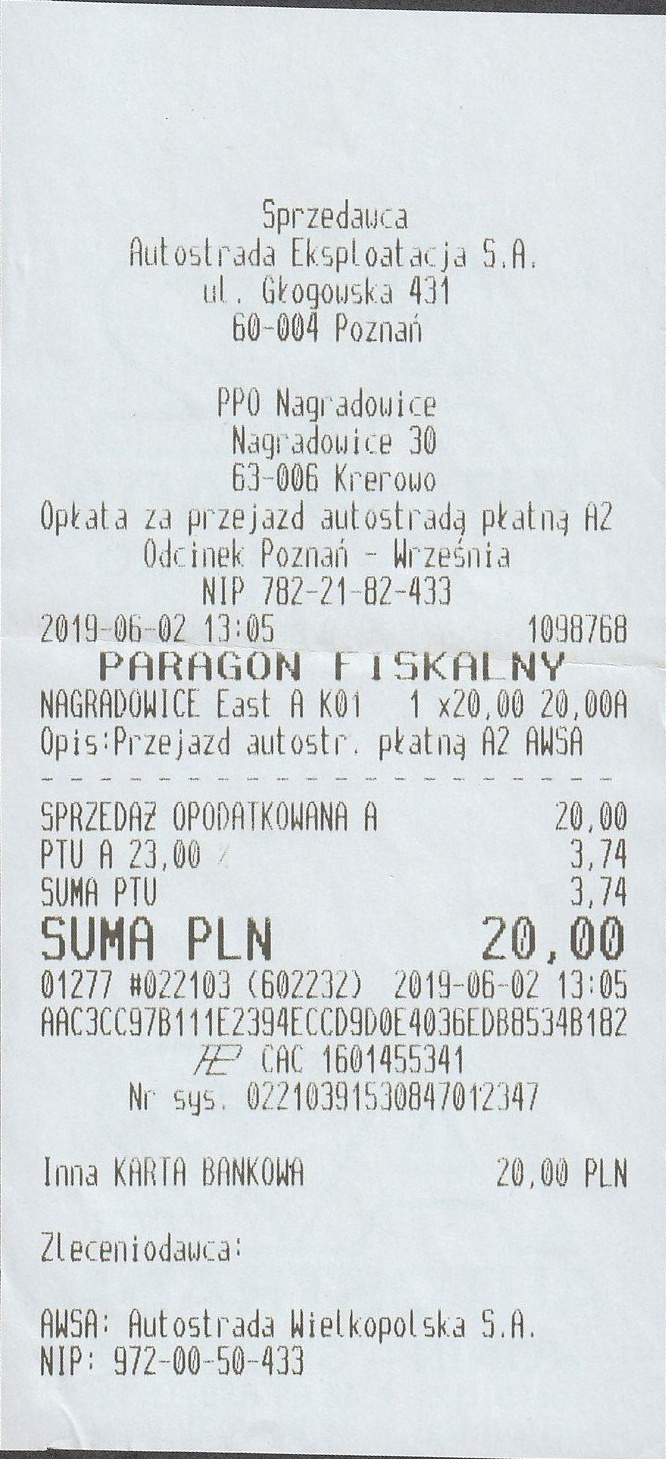 Sprzedawca
Autostrada Eksploatacja S.A.
ul. Głogowska 431
60-004 Poznań
PPO Nagradowice
Nagradowice 30
63-006 Krerowo
Opłata za przejazd autostradą płatną A2
Odcinek Poznań - Września
NIP 782-21-82-433
2019-06-02 13:05 1098768
PARAGON FISKALNY
NAGRADOWICE East A K01 1 x20,00 20,00A
Opis:Przejazd autostr. płatną A2 AWSA
SPRZEDAŻ OPODATKOWANA A 20,00
PTU A 23,00 % 3,74
SUMA PTU 3,74
SUMA PLN 20,00
01277 #022103 (602232) 2019-06-02 13:05
AAC3CC97B111E2394ECCD9D0E4036EDB8534B182
CAC 1601455341
Nr sys. 02210391530847012347
Inna KARTA BANKOWA 20,00 PLN
Zleceniodawca:
AWSA: Autostrada Wielkopolska S.A.
NIP: 972-00-50-433